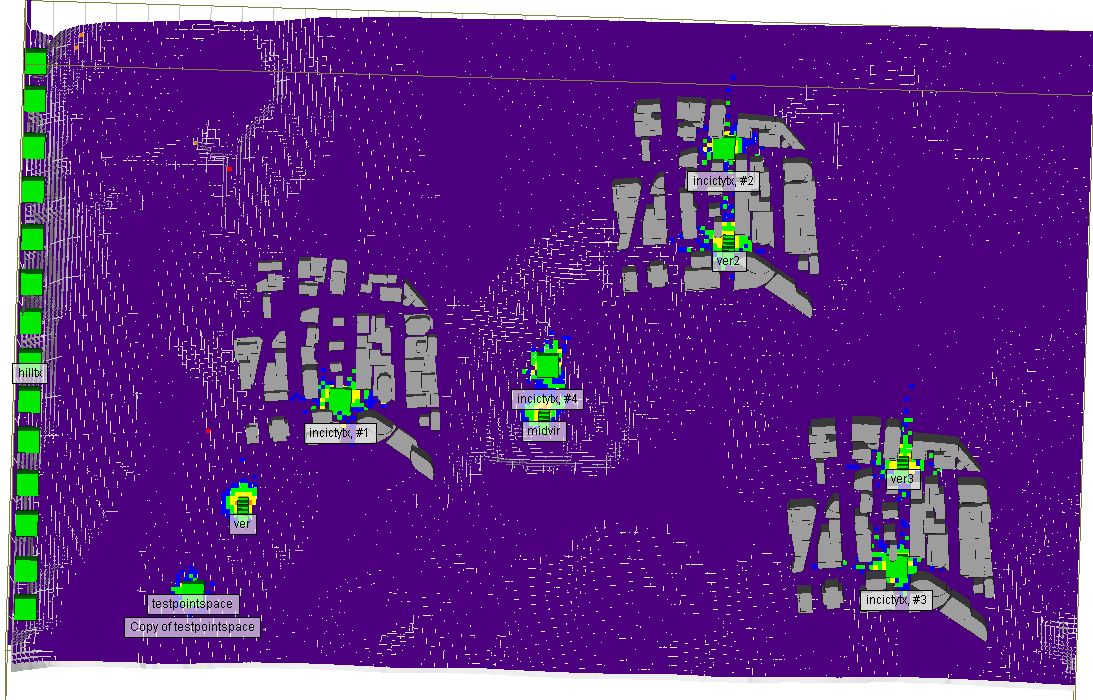 incictytx, #2
ver2
hilltx
incictytx, #4
incictytx, #1
midvir
ver3
ver
incictytx, #3
testpointspace
Copy of testpointspace